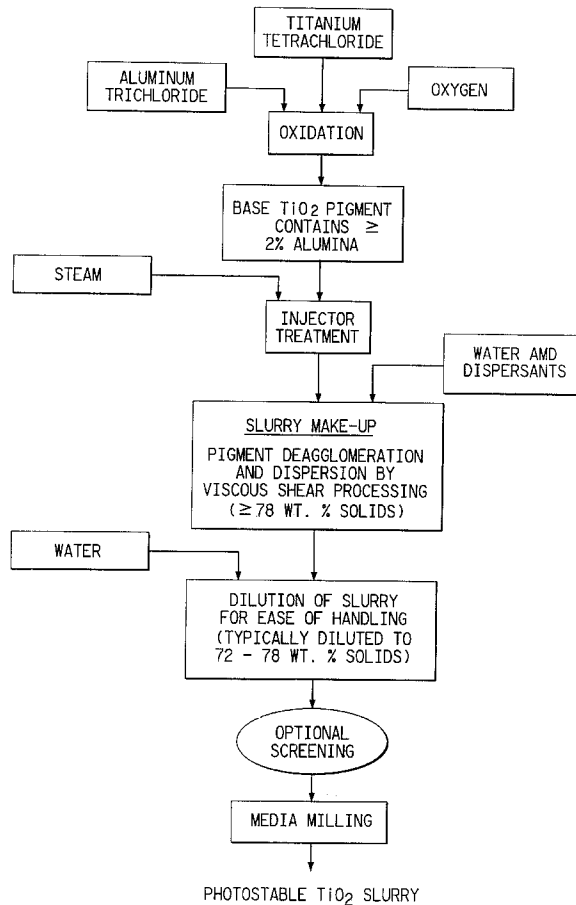 TITANIUM
TETRACHLORIDE
ALUMINUM
TRICHLORIDE
OXYGEN
OXIDATION
BASE TiO2 PIGMENT
CONTAINS ≥
2% ALUMINA
STEAM
INJECTOR
TREATMENT
WATER AMD
DISPERSANTS
SLURRY MAKE-UP
PIGMENT DEAGGLOMERATION
AND DISPERSION BY
VISCOUS SHEAR PROCESSING
(≥78 WT. % SOLIDS)
WATER
DILUTION OF SLURRY
FOR EASE OF HANDLING
(TYPICALLY DILUTED TO
72 - 78 WT. % SOLIDS)
OPTIONAL
SCREENING
MEDIA MILLING
PHOTOSTABLE TiO2 SLURRY